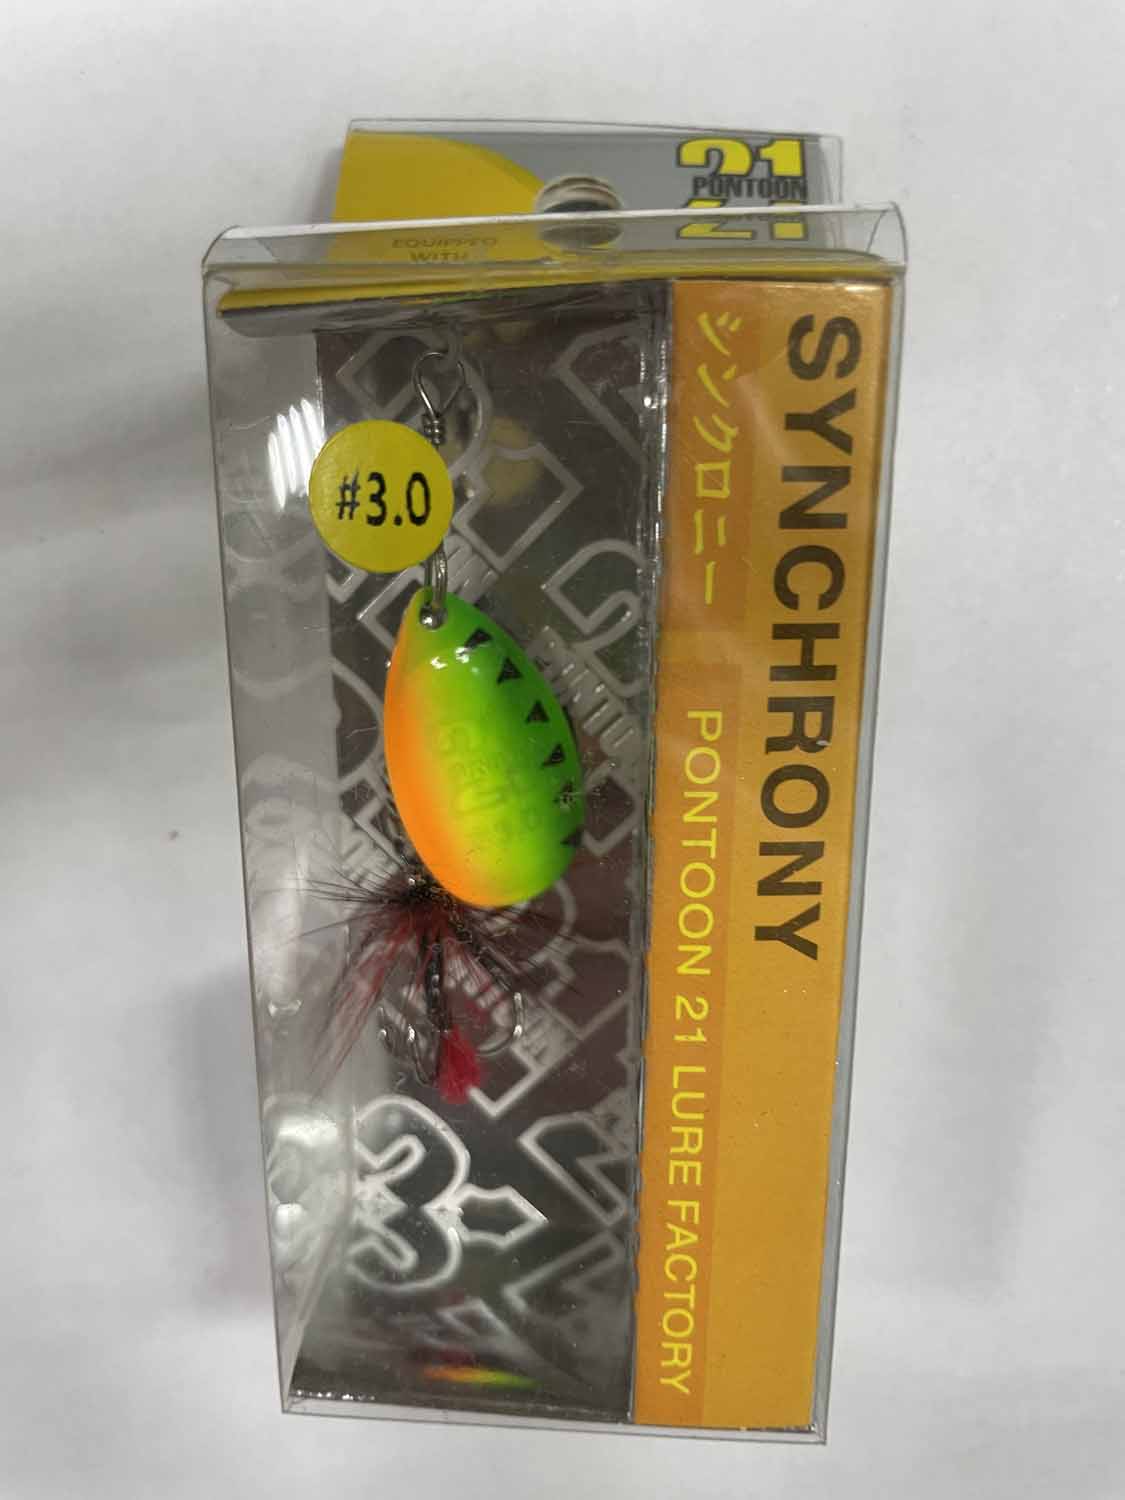 21
PONTOON
EQUIPPED
WITH
SYNCHRONY
シンクロニー
PONTOON 21 LURE FACTORY
#3.0